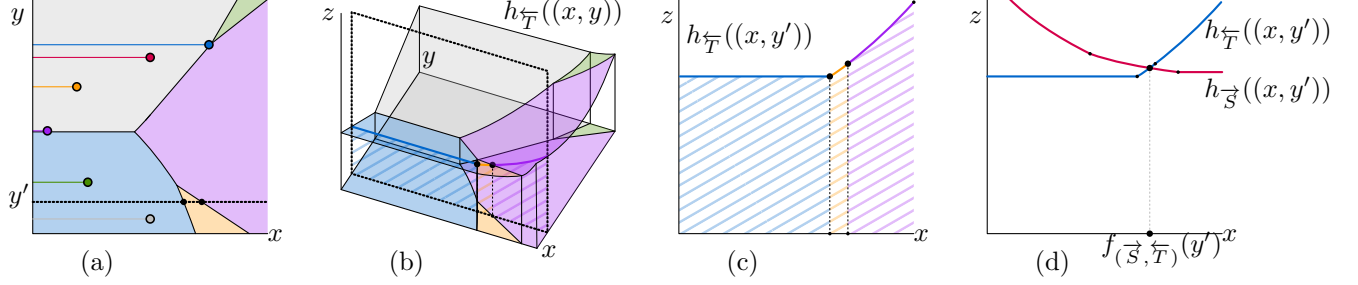 y
y′
x
(a)
z
y
h_{\overleftarrow{T}}((x, y))
x
(b)
z
h_{\overleftarrow{T}}((x, y′))
x
(c)
z
h_{\overleftarrow{T}}((x, y′))
h_{\overrightarrow{S}}((x, y′))
x
f_{(\overrightarrow{S}, \overleftarrow{T})}(y′)
(d)